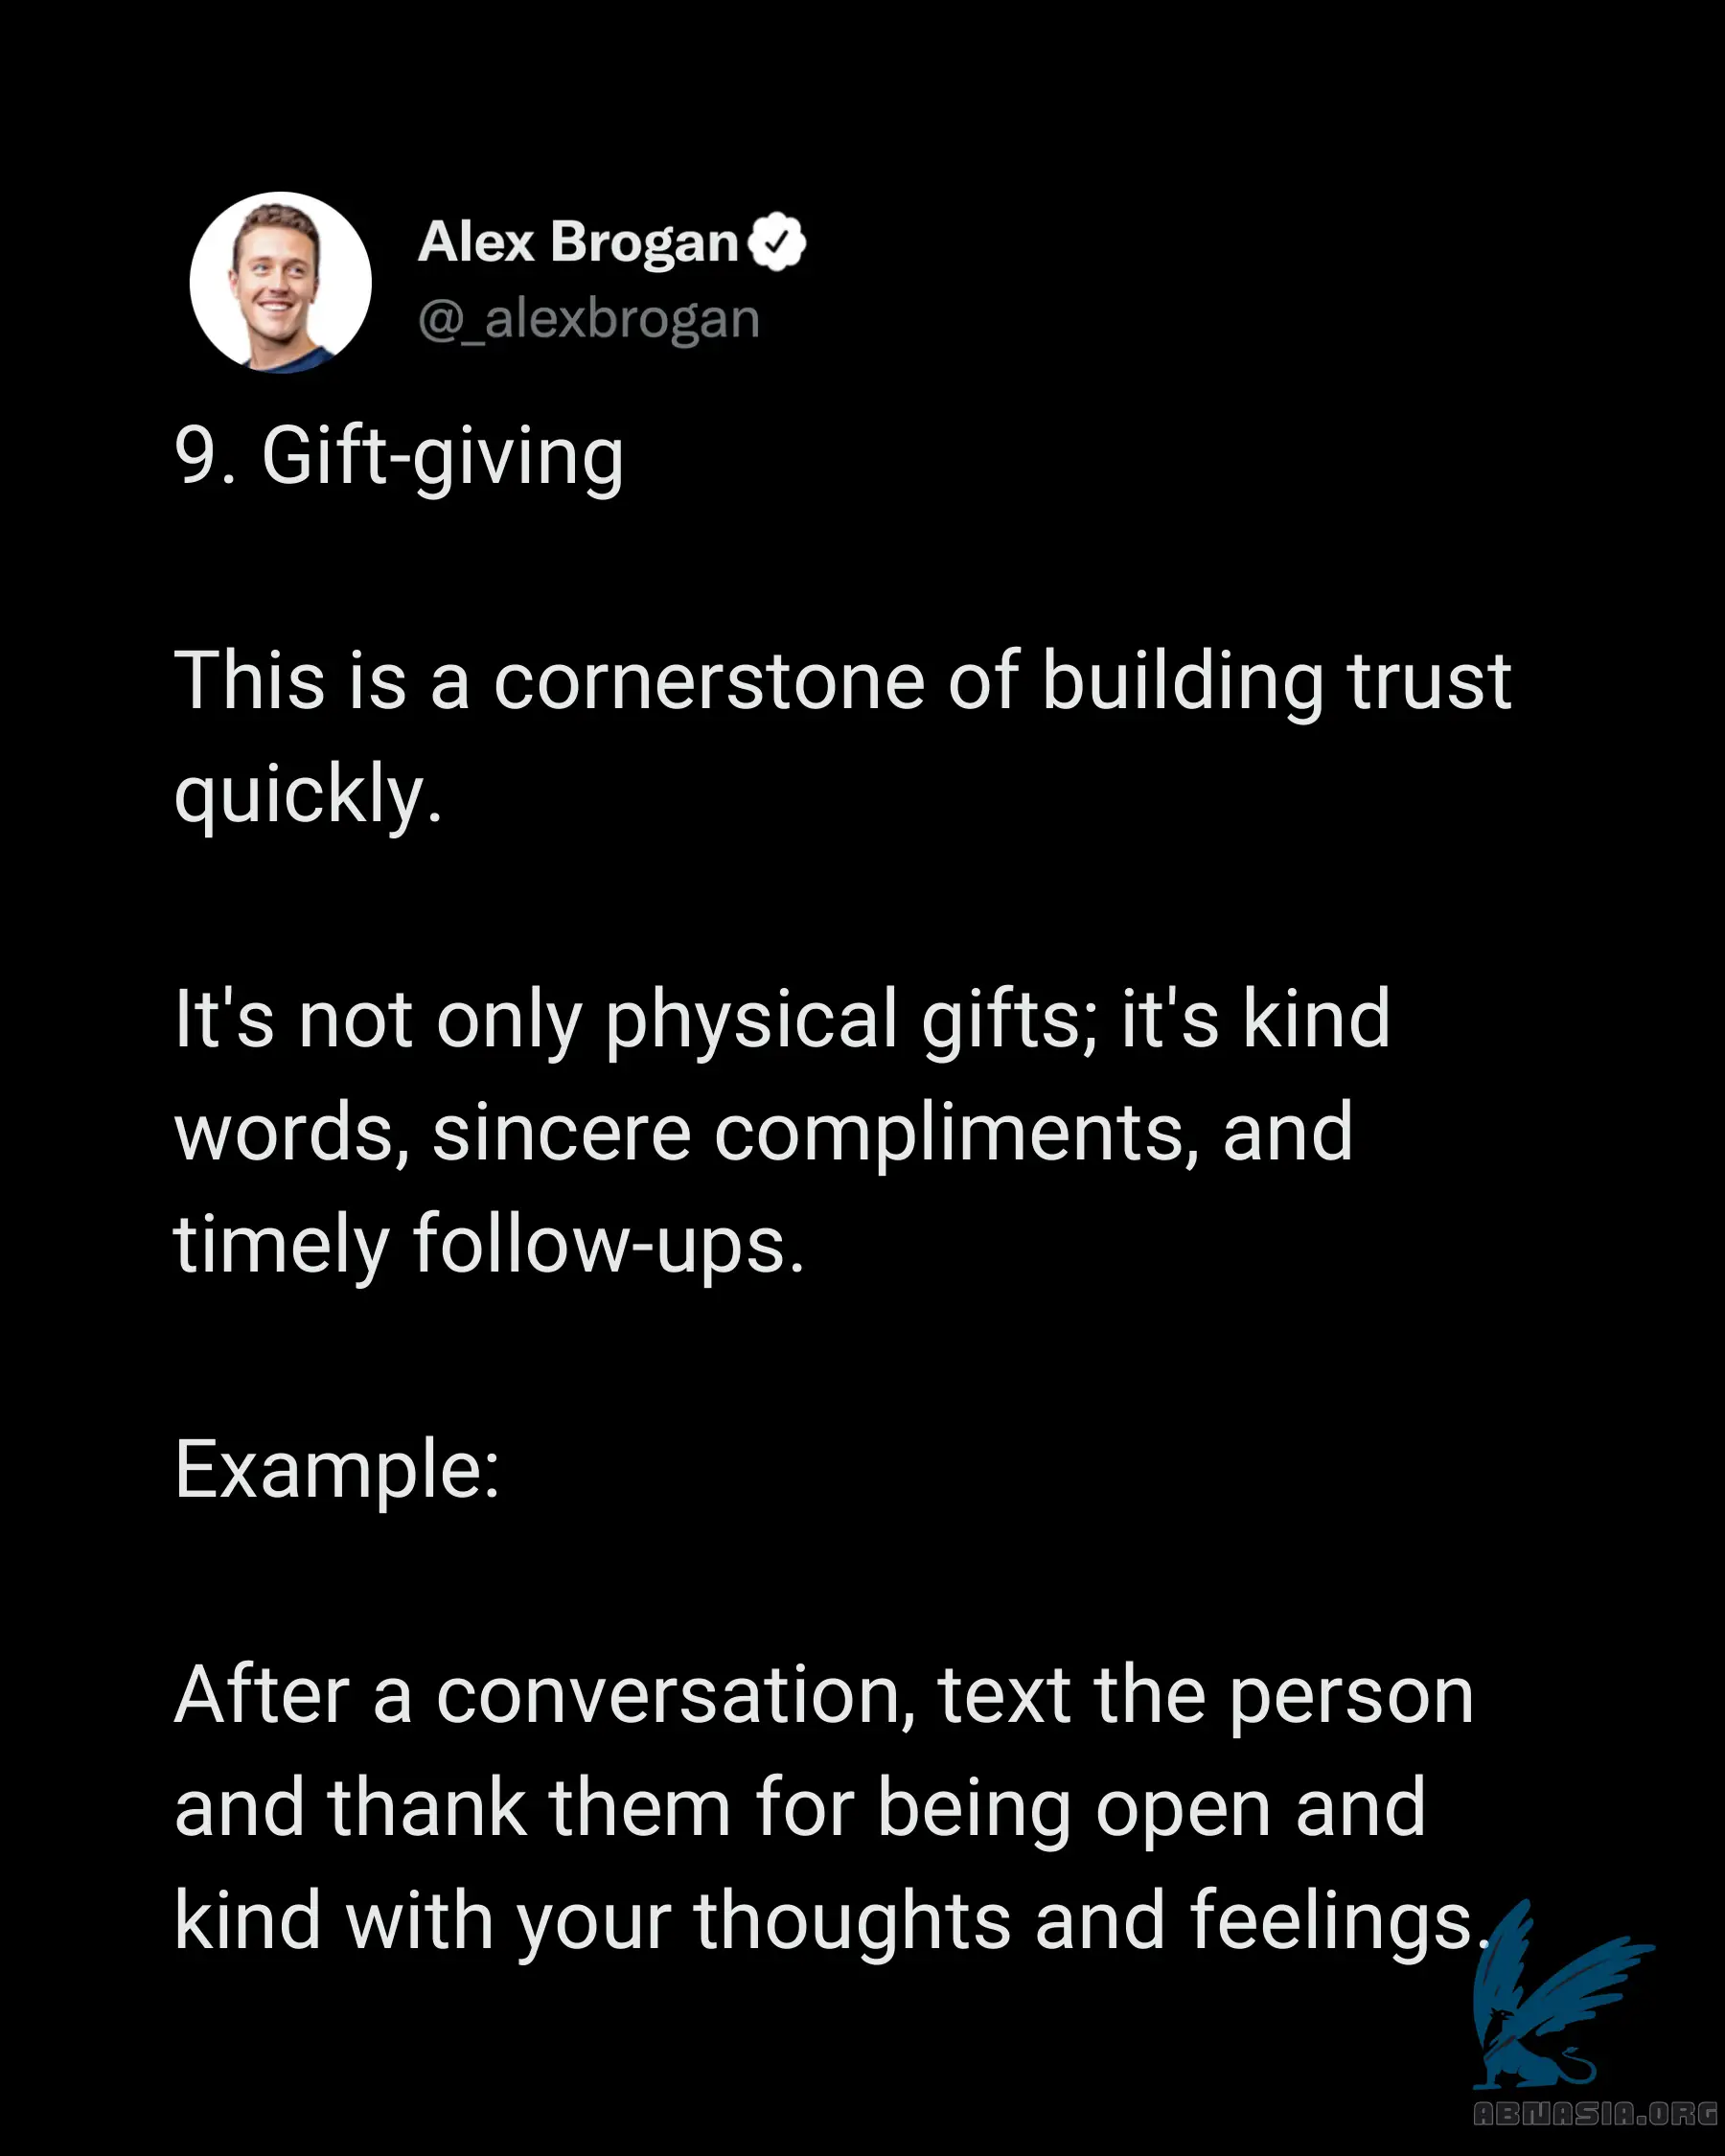 Alex Brogan
@_alexbrogan
9. Gift-giving
This is a cornerstone of building trust
quickly.
It's not only physical gifts; it's kind
words, sincere compliments, and
timely follow-ups.
Example:
After a conversation, text the person
and thank them for being open and
kind with your thoughts and feelings.
ABNASIA.ORG